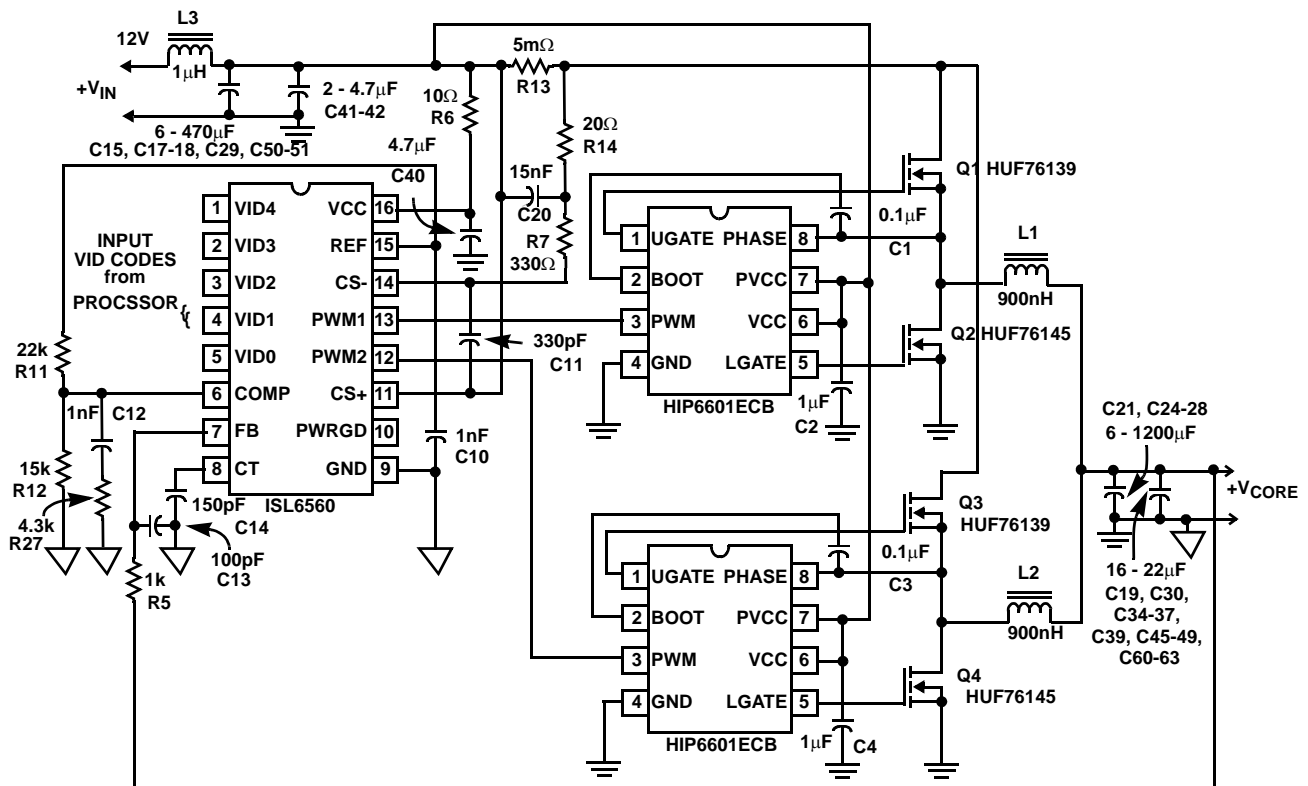 L3
12V
1μH
+VIN
2 - 4.7μF
C41-42
6 - 470μF
C15, C17-18, C29, C50-51
10Ω
R6
4.7μF
C40
5mΩ
R13
20Ω
R14
15nF
C20
R7
330Ω
INPUT
VID CODES
from
PROCSSOR
{{
1 VID4
2 VID3
3 VID2
4 VID1
5 VID0
6 COMP
7 FB
8 CT
VCC 16
REF 15
CS- 14
PWM1 13
PWM2 12
CS+ 11
PWRGD 10
GND 9
ISL6560
22k
R11
1nF
C12
15k
R12
4.3k
R27
150pF
C14
100pF
C13
1k
R5
330pF
C11
1nF
C10
1 UGATE
2 BOOT
3 PWM
4 GND
PHASE 8
PVCC 7
VCC 6
LGATE 5
HIP6601ECB
0.1μF
C1
1μF
C2
Q1 HUF76139
Q2 HUF76145
L1
900nH
1 UGATE
2 BOOT
3 PWM
4 GND
PHASE 8
PVCC 7
VCC 6
LGATE 5
HIP6601ECB
0.1μF
C3
1μF
C4
Q3
HUF76139
Q4
HUF76145
L2
900nH
C21, C24-28
6 - 1200μF
+VCORE
16 - 22μF
C19, C30,
C34-37,
C39, C45-49,
C60-63